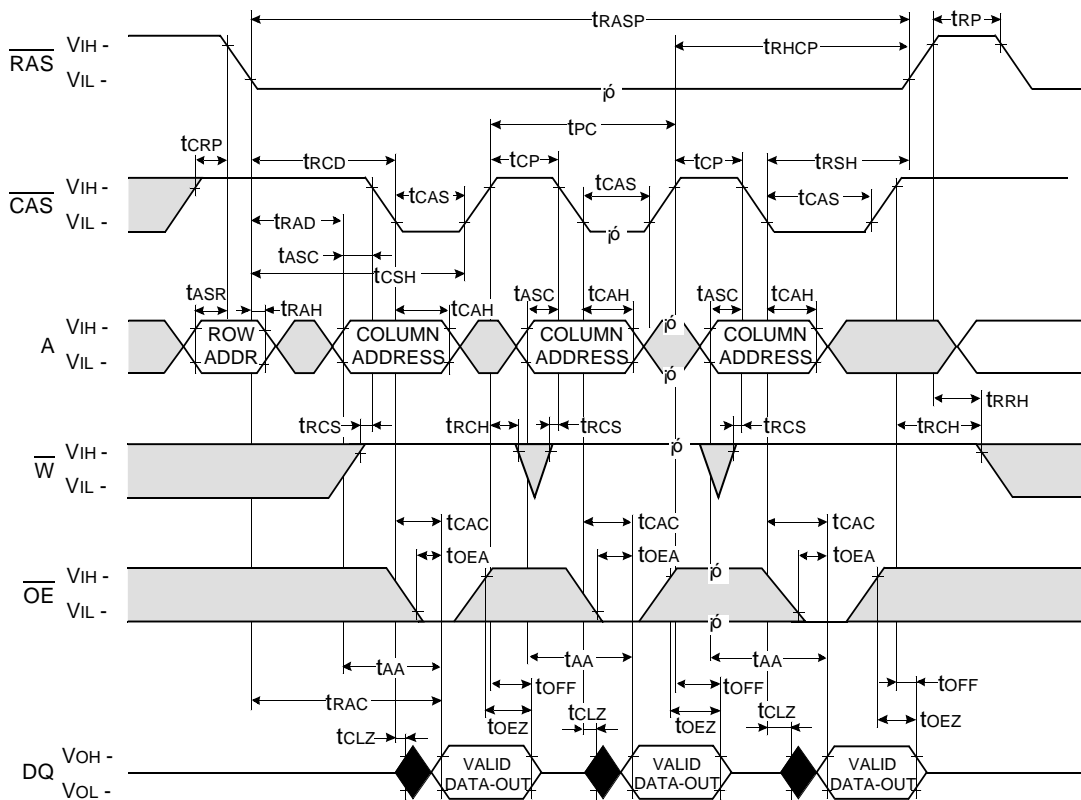 tRASP tRP
VIH -
RAS
VIL -
tRHCP
¡ó
tCRP
tPC
tRCD tCP tCP tRSH
VIH -
CAS
VIL -
tCAS tCAS tCAS
tRAD
¡ó
tASC
tCSH
tASR tRAH tCAH tASC tCAH tASC tCAH
VIH -
A
VIL -
ROW
ADDR
COLUMN
ADDRESS
COLUMN
ADDRESS
¡ó
¡ó
COLUMN
ADDRESS
tRRH
tRCS tRCH tRCS tRCS tRCH
VIH -
W
VIL -
¡ó
tCAC tCAC tCAC
tOEA tOEA tOEA
VIH -
OE
VIL -
¡ó
¡ó
tAA tAA tAA
tOFF tOFF tOFF
tRAC
tOEZ tOEZ tOEZ
tCLZ tCLZ tCLZ
VOH -
DQ
VOL -
VALID
DATA-OUT
VALID
DATA-OUT
VALID
DATA-OUT